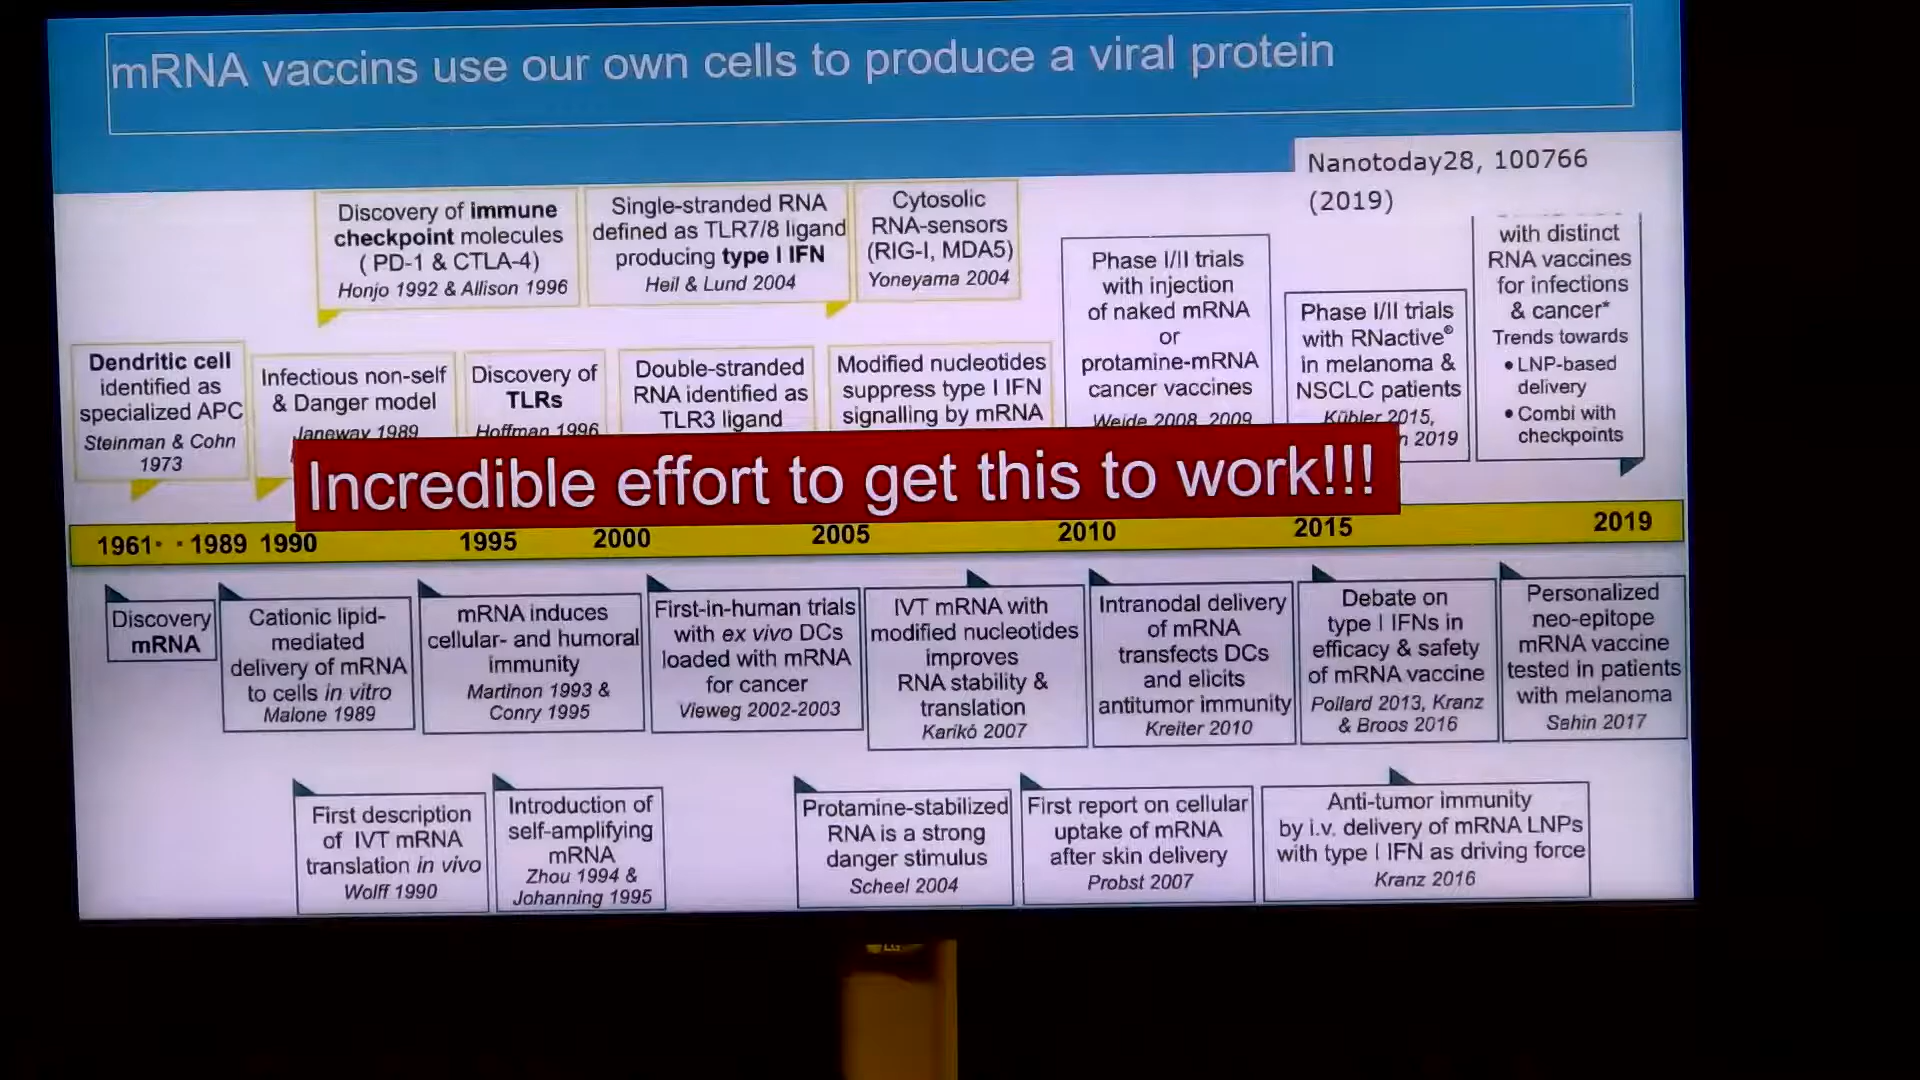 mRNA vaccins use our own cells to produce a viral protein
Nanotoday28, 100766
(2019)
Discovery of immune
checkpoint molecules
( PD-1 & CTLA-4)
Honjo 1992 & Allison 1996
Single-stranded RNA
defined as TLR7/8 ligand
producing type I IFN
Heil & Lund 2004
Cytosolic
RNA-sensors
(RIG-I, MDA5)
Yoneyama 2004
Phase I/II trials
with injection
of naked mRNA
or
protamine-mRNA
cancer vaccines
Weide 2008, 2009
Phase I/II trials
with RNactive®
in melanoma &
NSCLC patients
Kübler 2015,
2019
with distinct
RNA vaccines
for infections
& cancer*
Trends towards
• LNP-based
delivery
• Combi with
checkpoints
Dendritic cell
identified as
specialized APC
Steinman & Cohn
1973
Infectious non-self
& Danger model
Janeway 1989
Discovery of
TLRs
Hoffman 1996
Double-stranded
RNA identified as
TLR3 ligand
Modified nucleotides
suppress type I IFN
signalling by mRNA
Incredible effort to get this to work!!!
1961· · 1989 1990 1995 2000 2005 2010 2015 2019
Discovery
mRNA
Cationic lipid-
mediated
delivery of mRNA
to cells in vitro
Malone 1989
mRNA induces
cellular- and humoral
immunity
Martinon 1993 &
Conry 1995
First-in-human trials
with ex vivo DCs
loaded with mRNA
for cancer
Vieweg 2002-2003
IVT mRNA with
modified nucleotides
improves
RNA stability &
translation
Karikó 2007
Intranodal delivery
of mRNA
transfects DCs
and elicits
antitumor immunity
Kreiter 2010
Debate on
type I IFNs in
efficacy & safety
of mRNA vaccine
Pollard 2013, Kranz
& Broos 2016
Personalized
neo-epitope
mRNA vaccine
tested in patients
with melanoma
Sahin 2017
First description
of IVT mRNA
translation in vivo
Wolff 1990
Introduction of
self-amplifying
mRNA
Zhou 1994 &
Johanning 1995
Protamine-stabilized
RNA is a strong
danger stimulus
Scheel 2004
First report on cellular
uptake of mRNA
after skin delivery
Probst 2007
Anti-tumor immunity
by i.v. delivery of mRNA LNPs
with type I IFN as driving force
Kranz 2016
LG